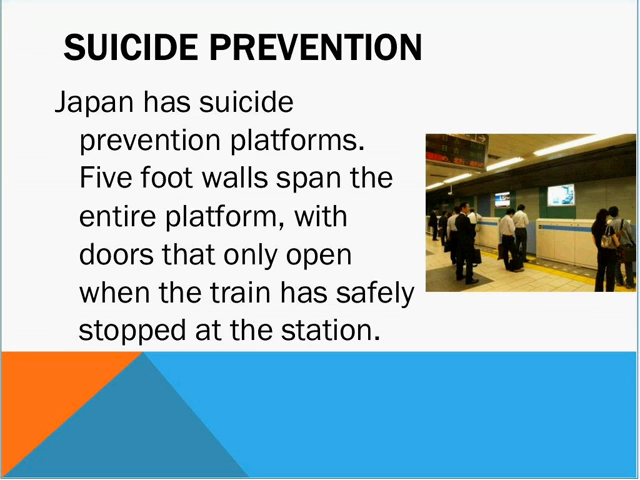 SUICIDE PREVENTION
Japan has suicide
prevention platforms.
Five foot walls span the
entire platform, with
doors that only open
when the train has safely
stopped at the station.